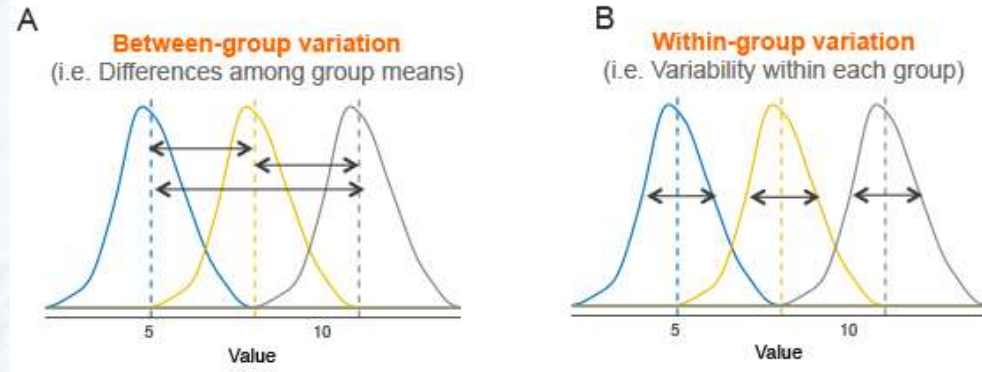 A
Between-group variation
(i.e. Differences among group means)
5
10
Value
B
Within-group variation
(i.e. Variability within each group)
5
10
Value